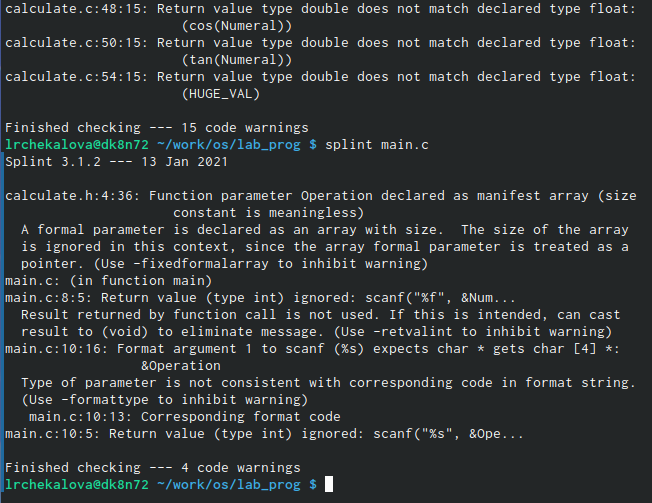 calculate.c:48:15: Return value type double does not match declared type float:
(cos(Numeral))
calculate.c:50:15: Return value type double does not match declared type float:
(tan(Numeral))
calculate.c:54:15: Return value type double does not match declared type float:
(HUGE_VAL)
Finished checking --- 15 code warnings
lrchekalova@dk8n72 ~/work/os/lab_prog $ splint main.c
Splint 3.1.2 --- 13 Jan 2021
calculate.h:4:36: Function parameter Operation declared as manifest array (size
constant is meaningless)
A formal parameter is declared as an array with size.  The size of the array
is ignored in this context, since the array formal parameter is treated as a
pointer. (Use -fixedformalarray to inhibit warning)
main.c: (in function main)
main.c:8:5: Return value (type int) ignored: scanf("%f", &Num...
Result returned by function call is not used. If this is intended, can cast
result to (void) to eliminate message. (Use -retvalint to inhibit warning)
main.c:10:16: Format argument 1 to scanf (%s) expects char * gets char [4] *:
&Operation
Type of parameter is not consistent with corresponding code in format string.
(Use -formattype to inhibit warning)
main.c:10:13: Corresponding format code
main.c:10:5: Return value (type int) ignored: scanf("%s", &Ope...
Finished checking --- 4 code warnings
lrchekalova@dk8n72 ~/work/os/lab_prog $